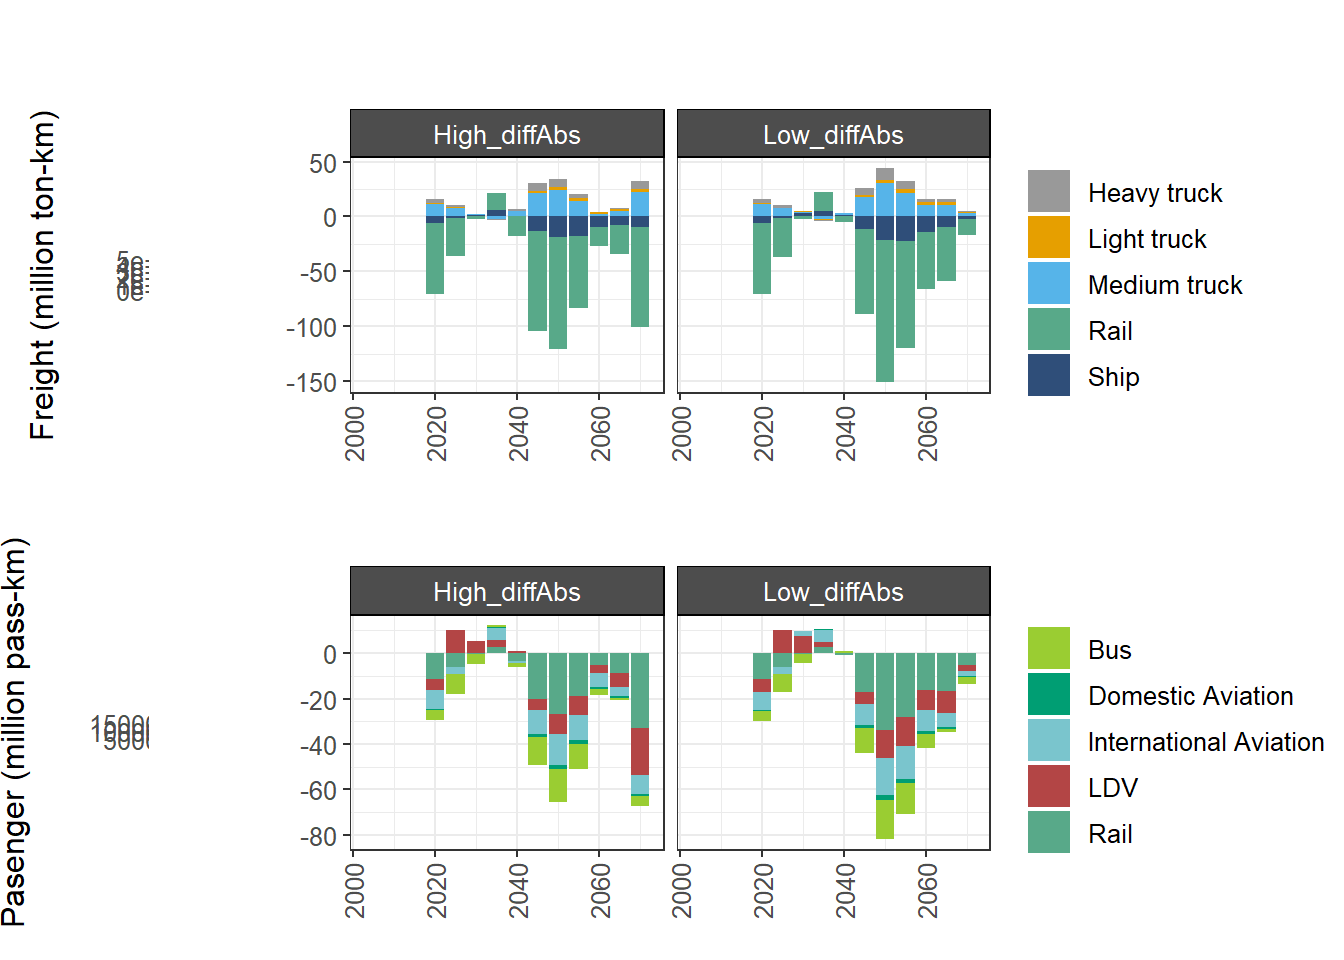 Freight (million ton-km)
High_diffAbs
Low_diffAbs
50
0
-50
-100
-150
0e
2000
2020
2040
2060
2000
2020
2040
2060
Heavy truck
Light truck
Medium truck
Rail
Ship
Pasenger (million pass-km)
High_diffAbs
Low_diffAbs
0
-20
-40
-60
-80
2000
2020
2040
2060
2000
2020
2040
2060
Bus
Domestic Aviation
International Aviation
LDV
Rail